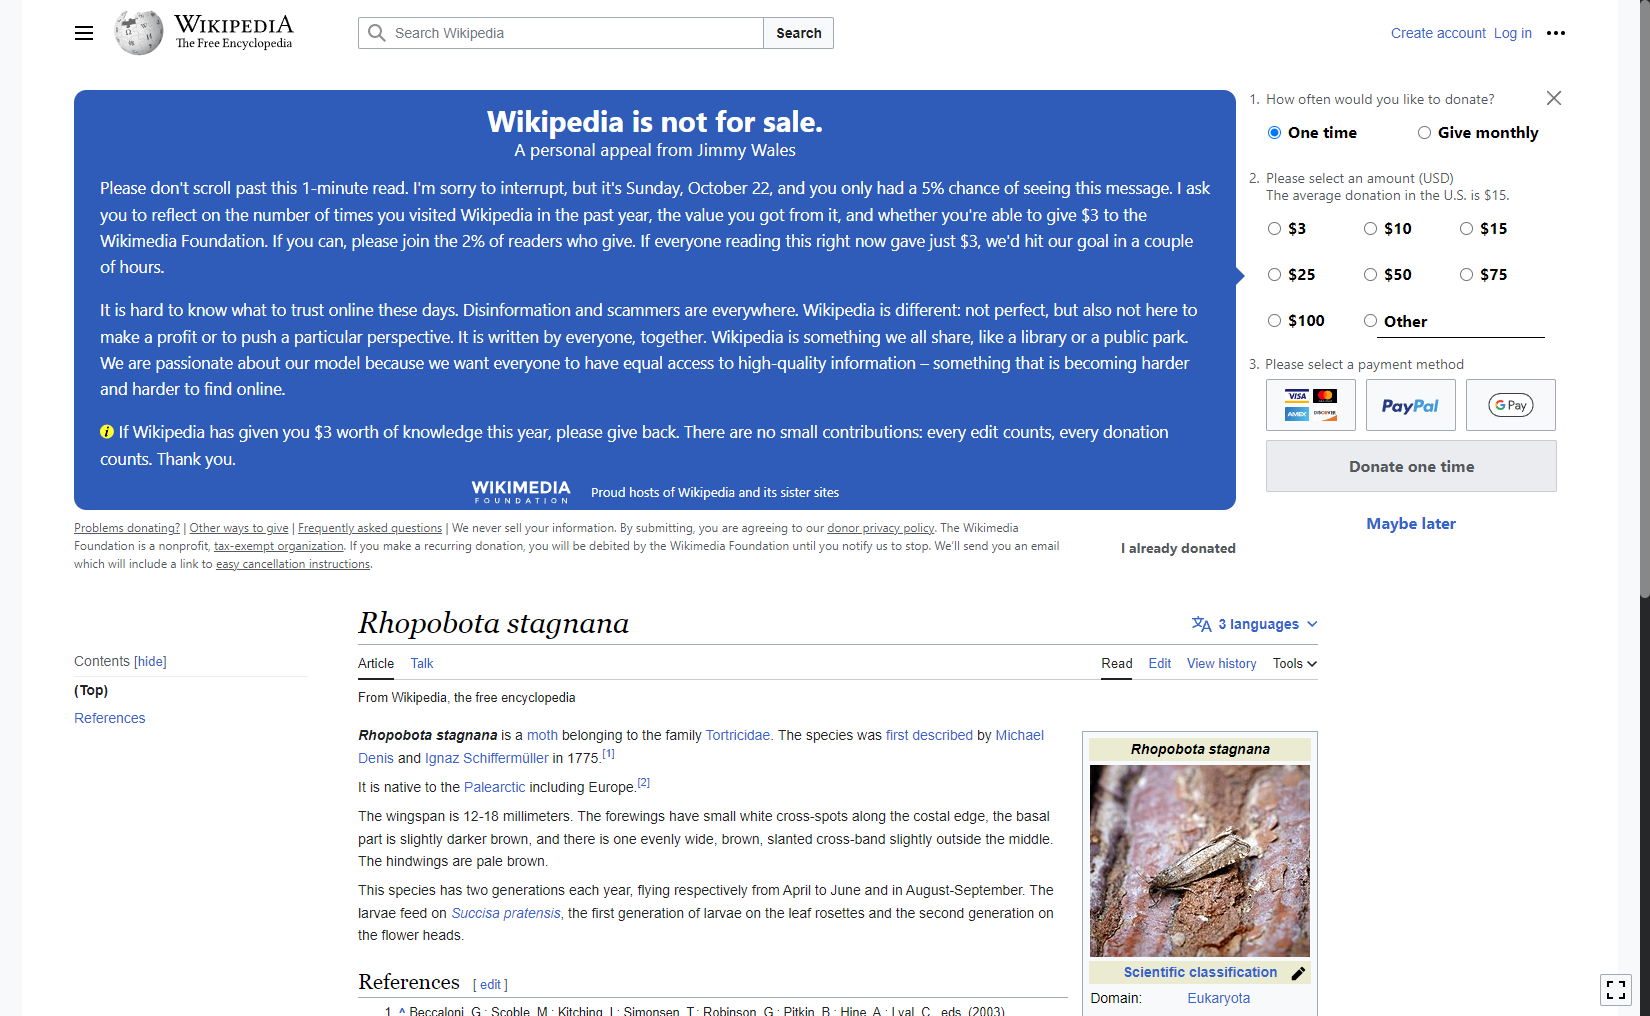 WIKIPEDIA
The Free Encyclopedia
Search Wikipedia
Search
Create account Log in
Wikipedia is not for sale.
A personal appeal from Jimmy Wales
Please don't scroll past this 1-minute read. I'm sorry to interrupt, but it's Sunday, October 22, and you only had a 5% chance of seeing this message. I ask
you to reflect on the number of times you visited Wikipedia in the past year, the value you got from it, and whether you're able to give $3 to the
Wikimedia Foundation. If you can, please join the 2% of readers who give. If everyone reading this right now gave just $3, we'd hit our goal in a couple
of hours.
It is hard to know what to trust online these days. Disinformation and scammers are everywhere. Wikipedia is different: not perfect, but also not here to
make a profit or to push a particular perspective. It is written by everyone, together. Wikipedia is something we all share, like a library or a public park.
We are passionate about our model because we want everyone to have equal access to high-quality information – something that is becoming harder
and harder to find online.
i If Wikipedia has given you $3 worth of knowledge this year, please give back. There are no small contributions: every edit counts, every donation
counts. Thank you.
WIKIMEDIA
FOUNDATION
Proud hosts of Wikipedia and its sister sites
1. How often would you like to donate?
One time Give monthly
2. Please select an amount (USD)
The average donation in the U.S. is $15.
$3 $10 $15
$25 $50 $75
$100 Other
3. Please select a payment method
VISA
AMEX DISCOVER
PayPal
G Pay
Donate one time
Maybe later
Problems donating? | Other ways to give | Frequently asked questions | We never sell your information. By submitting, you are agreeing to our donor privacy policy. The Wikimedia
Foundation is a nonprofit, tax-exempt organization. If you make a recurring donation, you will be debited by the Wikimedia Foundation until you notify us to stop. We'll send you an email
which will include a link to easy cancellation instructions.
I already donated
Contents [hide]
(Top)
References
Rhopobota stagnana
3 languages
Article Talk
Read Edit View history Tools
From Wikipedia, the free encyclopedia
Rhopobota stagnana is a moth belonging to the family Tortricidae. The species was first described by Michael
Denis and Ignaz Schiffermüller in 1775.[1]
It is native to the Palearctic including Europe.[2]
The wingspan is 12-18 millimeters. The forewings have small white cross-spots along the costal edge, the basal
part is slightly darker brown, and there is one evenly wide, brown, slanted cross-band slightly outside the middle.
The hindwings are pale brown.
This species has two generations each year, flying respectively from April to June and in August-September. The
larvae feed on Succisa pratensis, the first generation of larvae on the leaf rosettes and the second generation on
the flower heads.
References [ edit ]
1. ^ Beccaloni, G.; Scoble, M.; Kitching, I.; Simonsen, T.; Robinson, G.; Pitkin, B.; Hine, A.; Lyal, C., eds. (2003)
Rhopobota stagnana
Scientific classification
Domain: Eukaryota